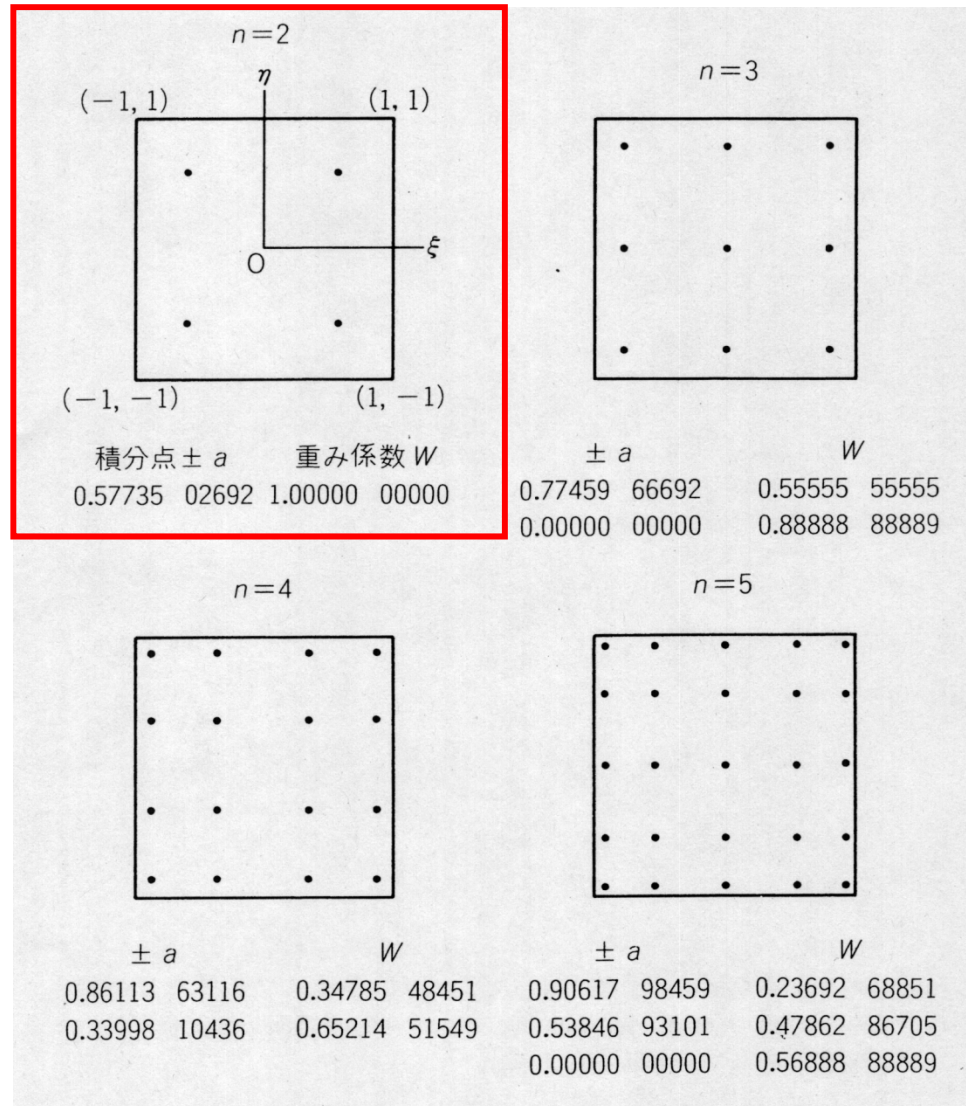 n=2
η
(-1, 1) (1, 1)
O ξ
(-1, -1) (1, -1)
積分点± a 重み係数 W
0.57735 02692 1.00000 00000
n=3
± a W
0.77459 66692 0.55555 55555
0.00000 00000 0.88888 88889
n=4
± a W
0.86113 63116 0.34785 48451
0.33998 10436 0.65214 51549
n=5
± a W
0.90617 98459 0.23692 68851
0.53846 93101 0.47862 86705
0.00000 00000 0.56888 88889